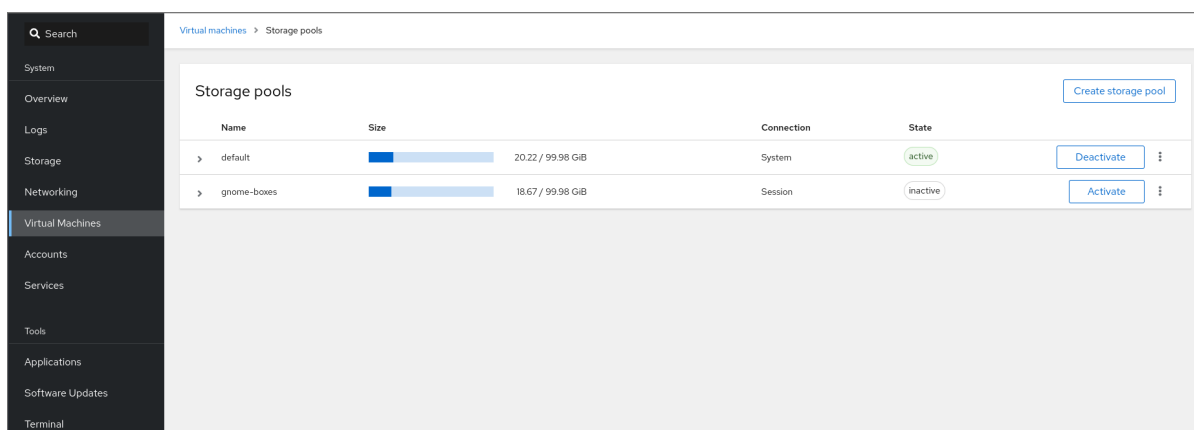 Search
System
Overview
Logs
Storage
Networking
Virtual Machines
Accounts
Services
Tools
Applications
Software Updates
Terminal
Virtual machines > Storage pools
Storage pools
Create storage pool
Name Size Connection State
default 20.22 / 99.98 GiB System active Deactivate
gnome-boxes 18.67 / 99.98 GiB Session inactive Activate